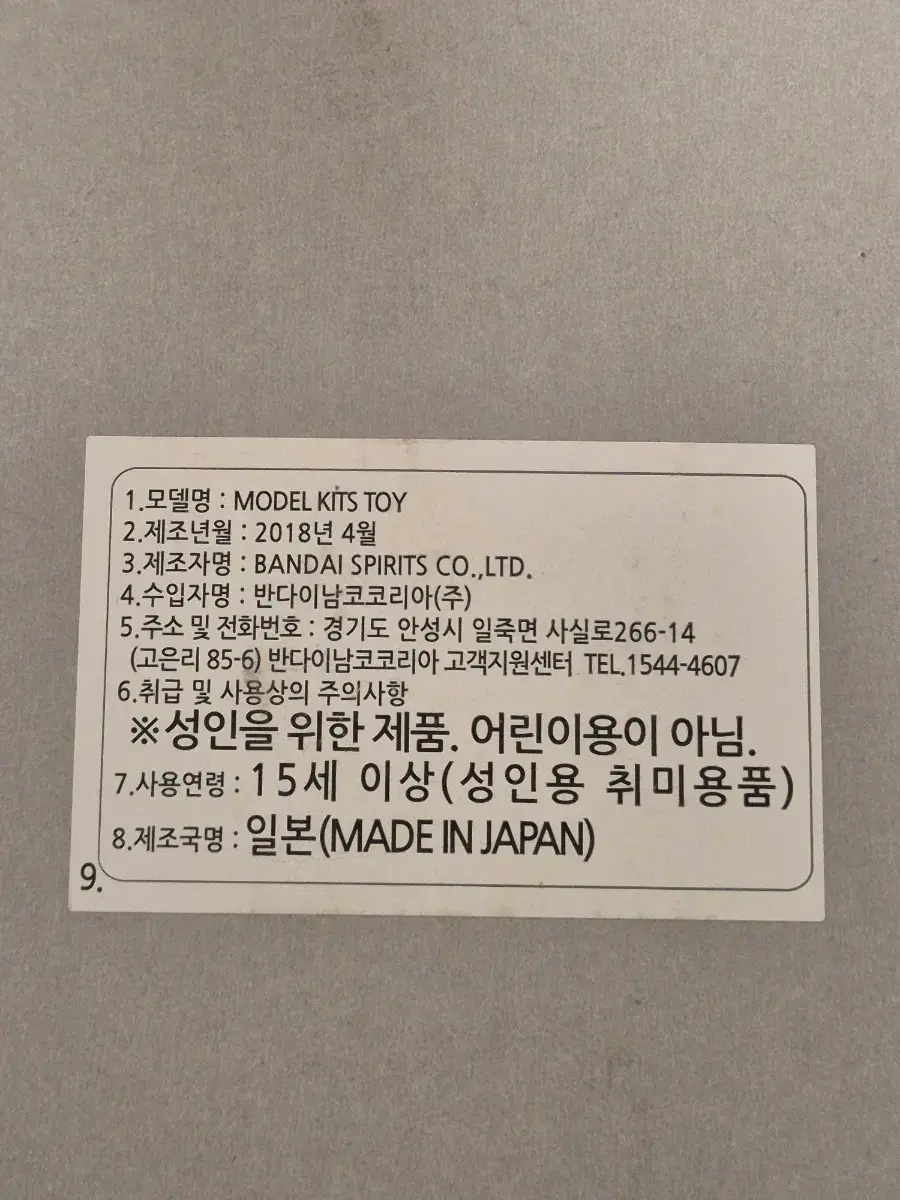 1.모델명 : MODEL KITS TOY
2.제조년월 : 2018년 4월
3.제조자명 : BANDAI SPIRITS CO.,LTD.
4.수입자명 : 반다이남코코리아(주)
5.주소 및 전화번호 : 경기도 안성시 일죽면 사실로266-14
(고은리 85-6) 반다이남코코리아 고객지원센터 TEL.1544-4607
6.취급 및 사용상의 주의사항
※성인을 위한 제품. 어린이용이 아님.
7.사용연령 : 15세 이상(성인용 취미용품)
8.제조국명 : 일본(MADE IN JAPAN)
9.